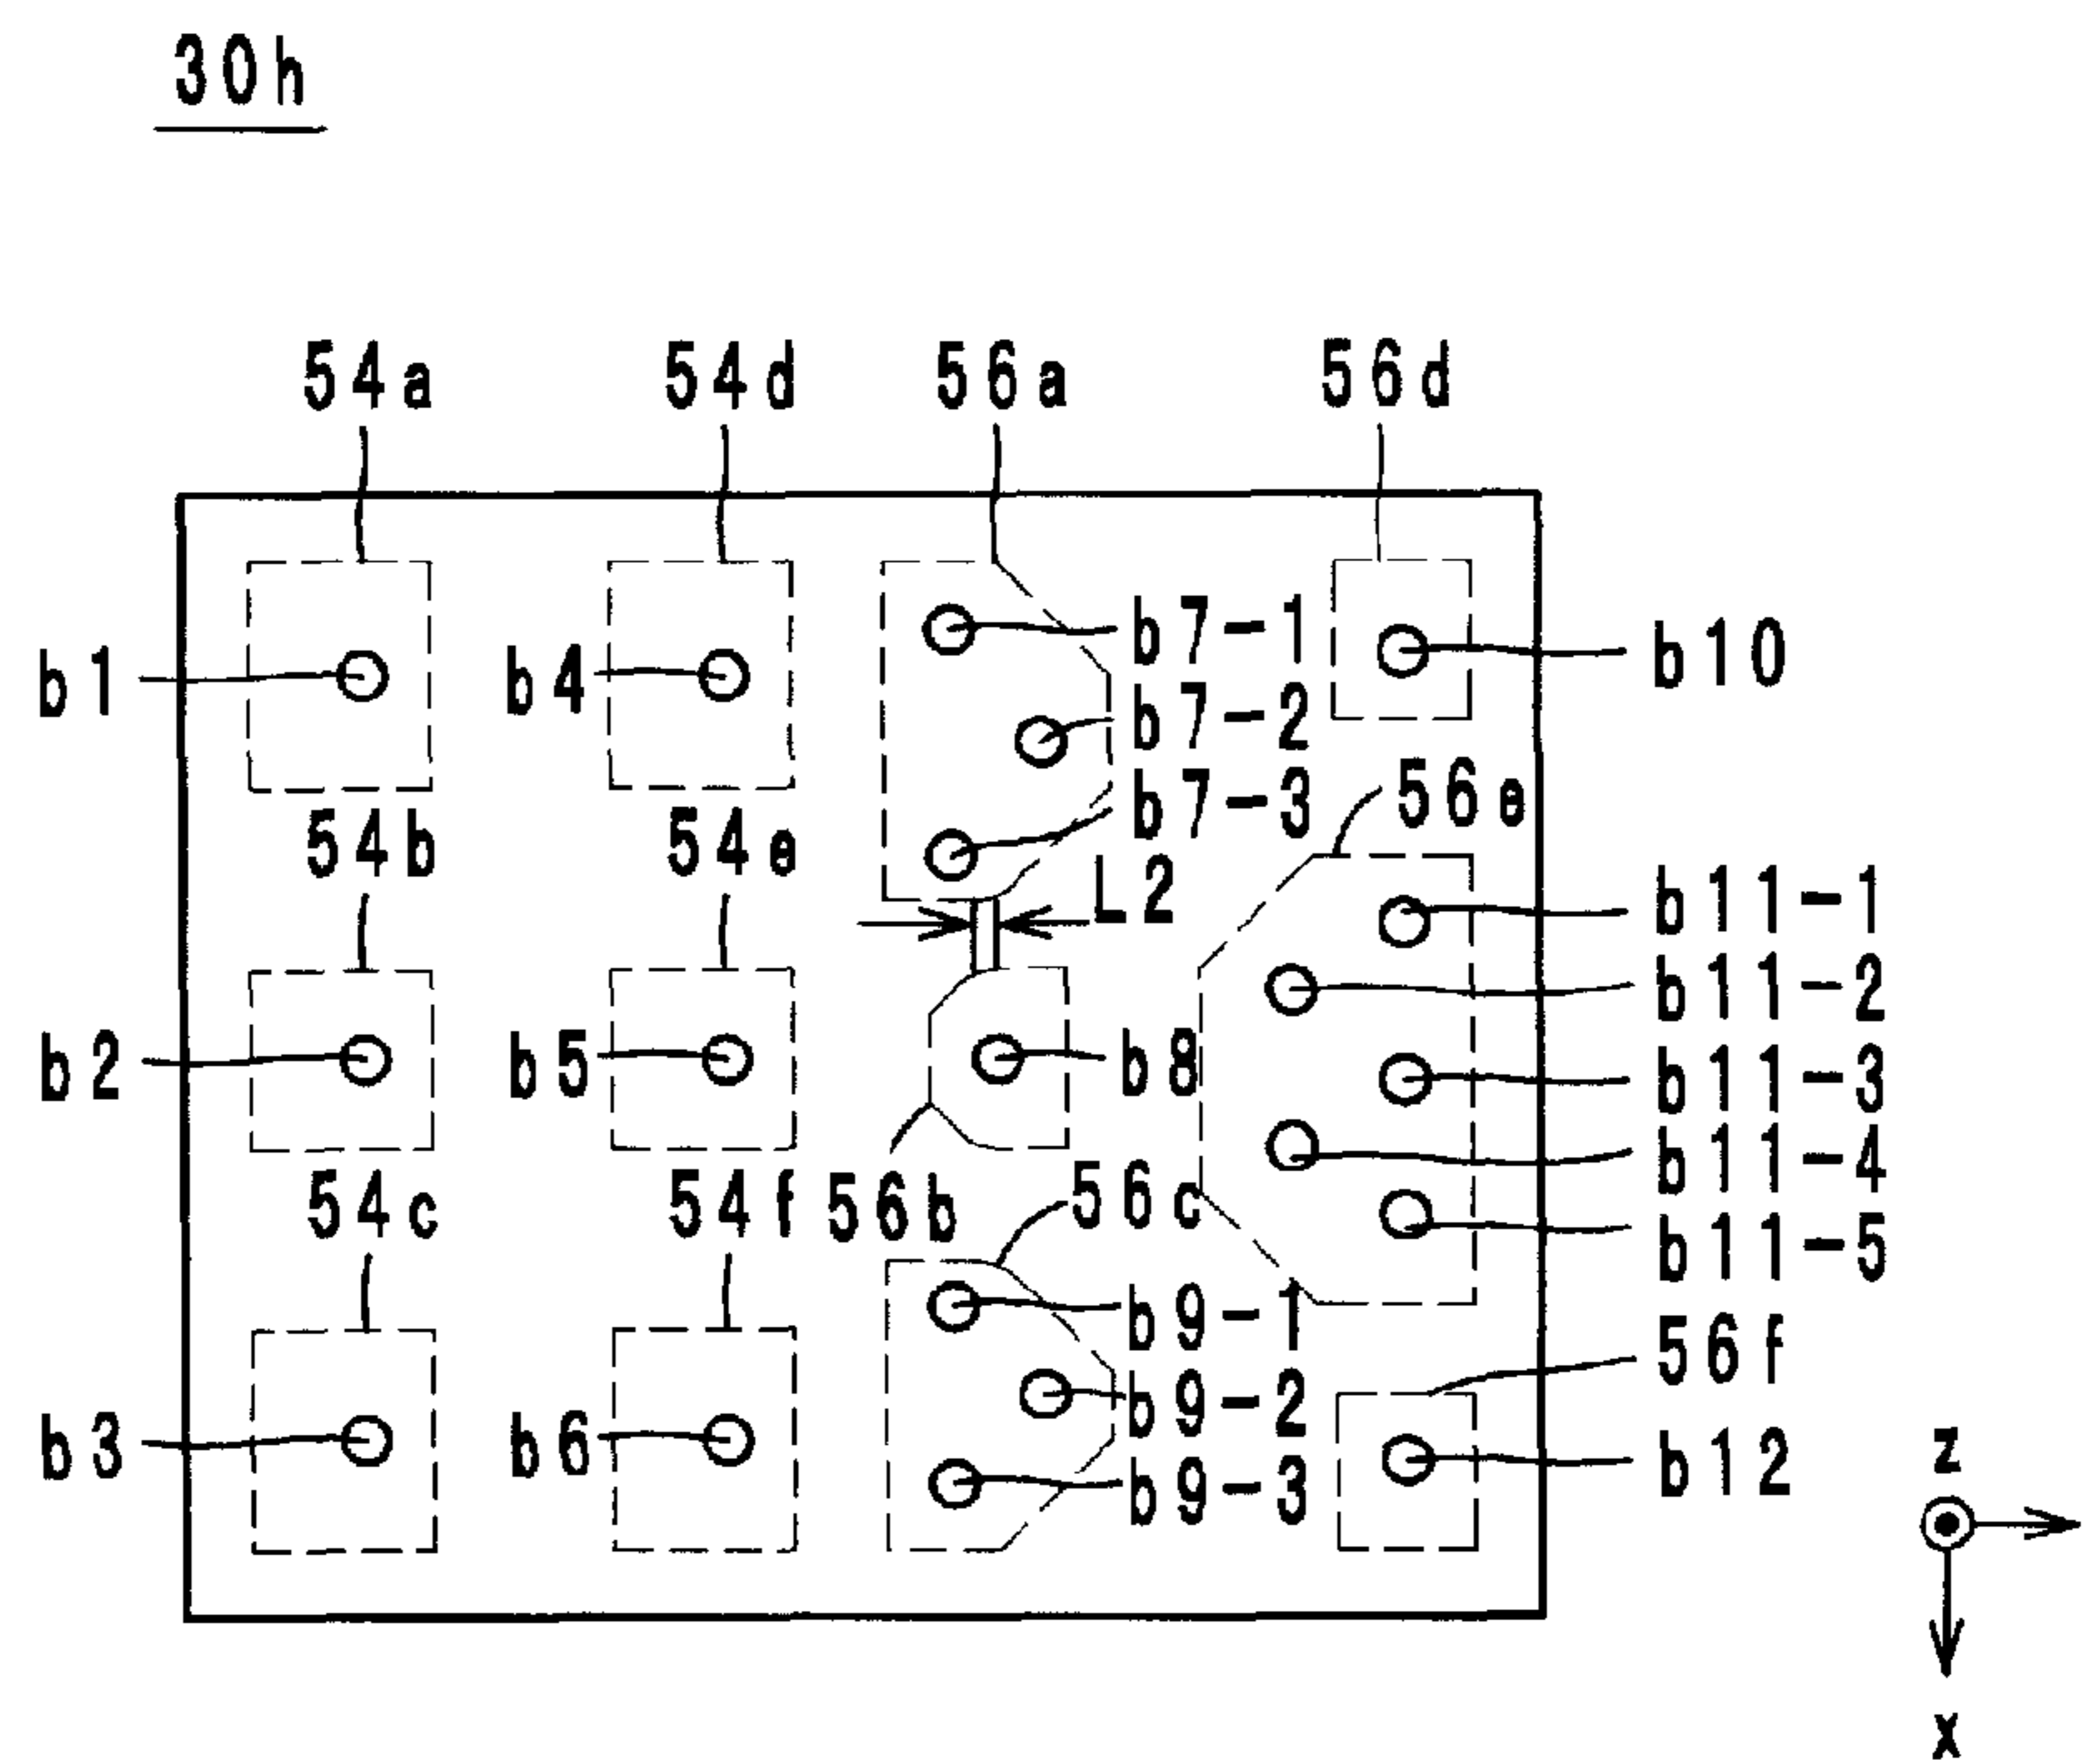 30h
54a 54d 56a 56d
b7-1
b1 b4 b10
b7-2
b7-3 56e
54b 54e
L2 b11-1
b11-2
b2 b5 b8 b11-3
b11-4
54c 54f 56b 56c
b11-5
b9-1
56f
b9-2
b3 b6 b12
b9-3
z
x